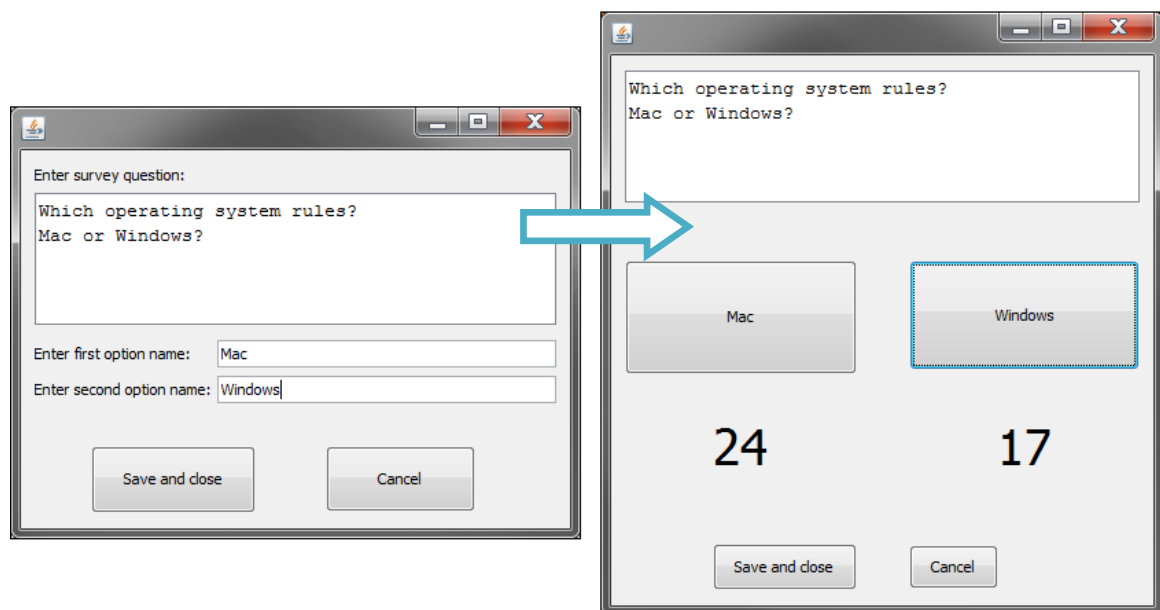 Enter survey question:
Which operating system rules?
Mac or Windows?
Enter first option name: Mac
Enter second option name: Windows
Save and close
Cancel
Which operating system rules?
Mac or Windows?
Mac
Windows
24
17
Save and close
Cancel